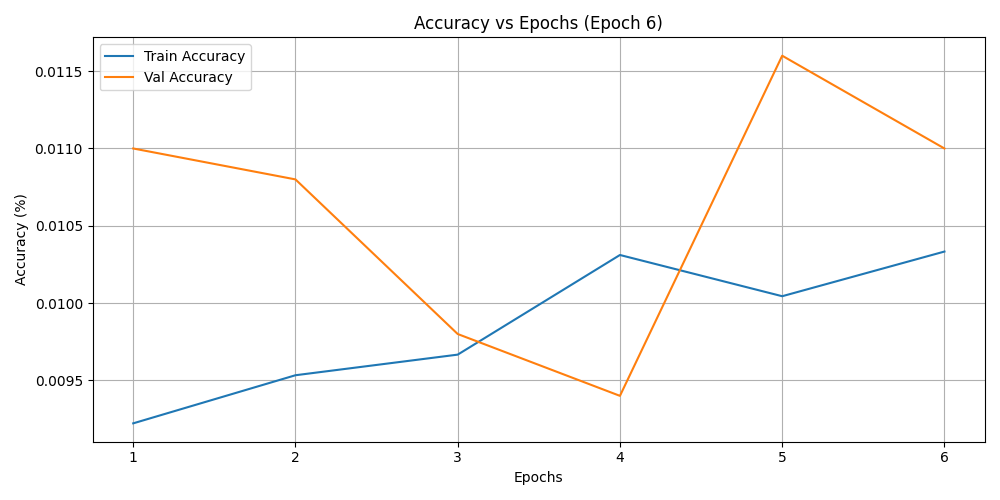 Accuracy vs Epochs (Epoch 6)
Train Accuracy
Val Accuracy
0.0115
0.0110
0.0105
0.0100
0.0095
Accuracy (%)
1 2 3 4 5 6
Epochs